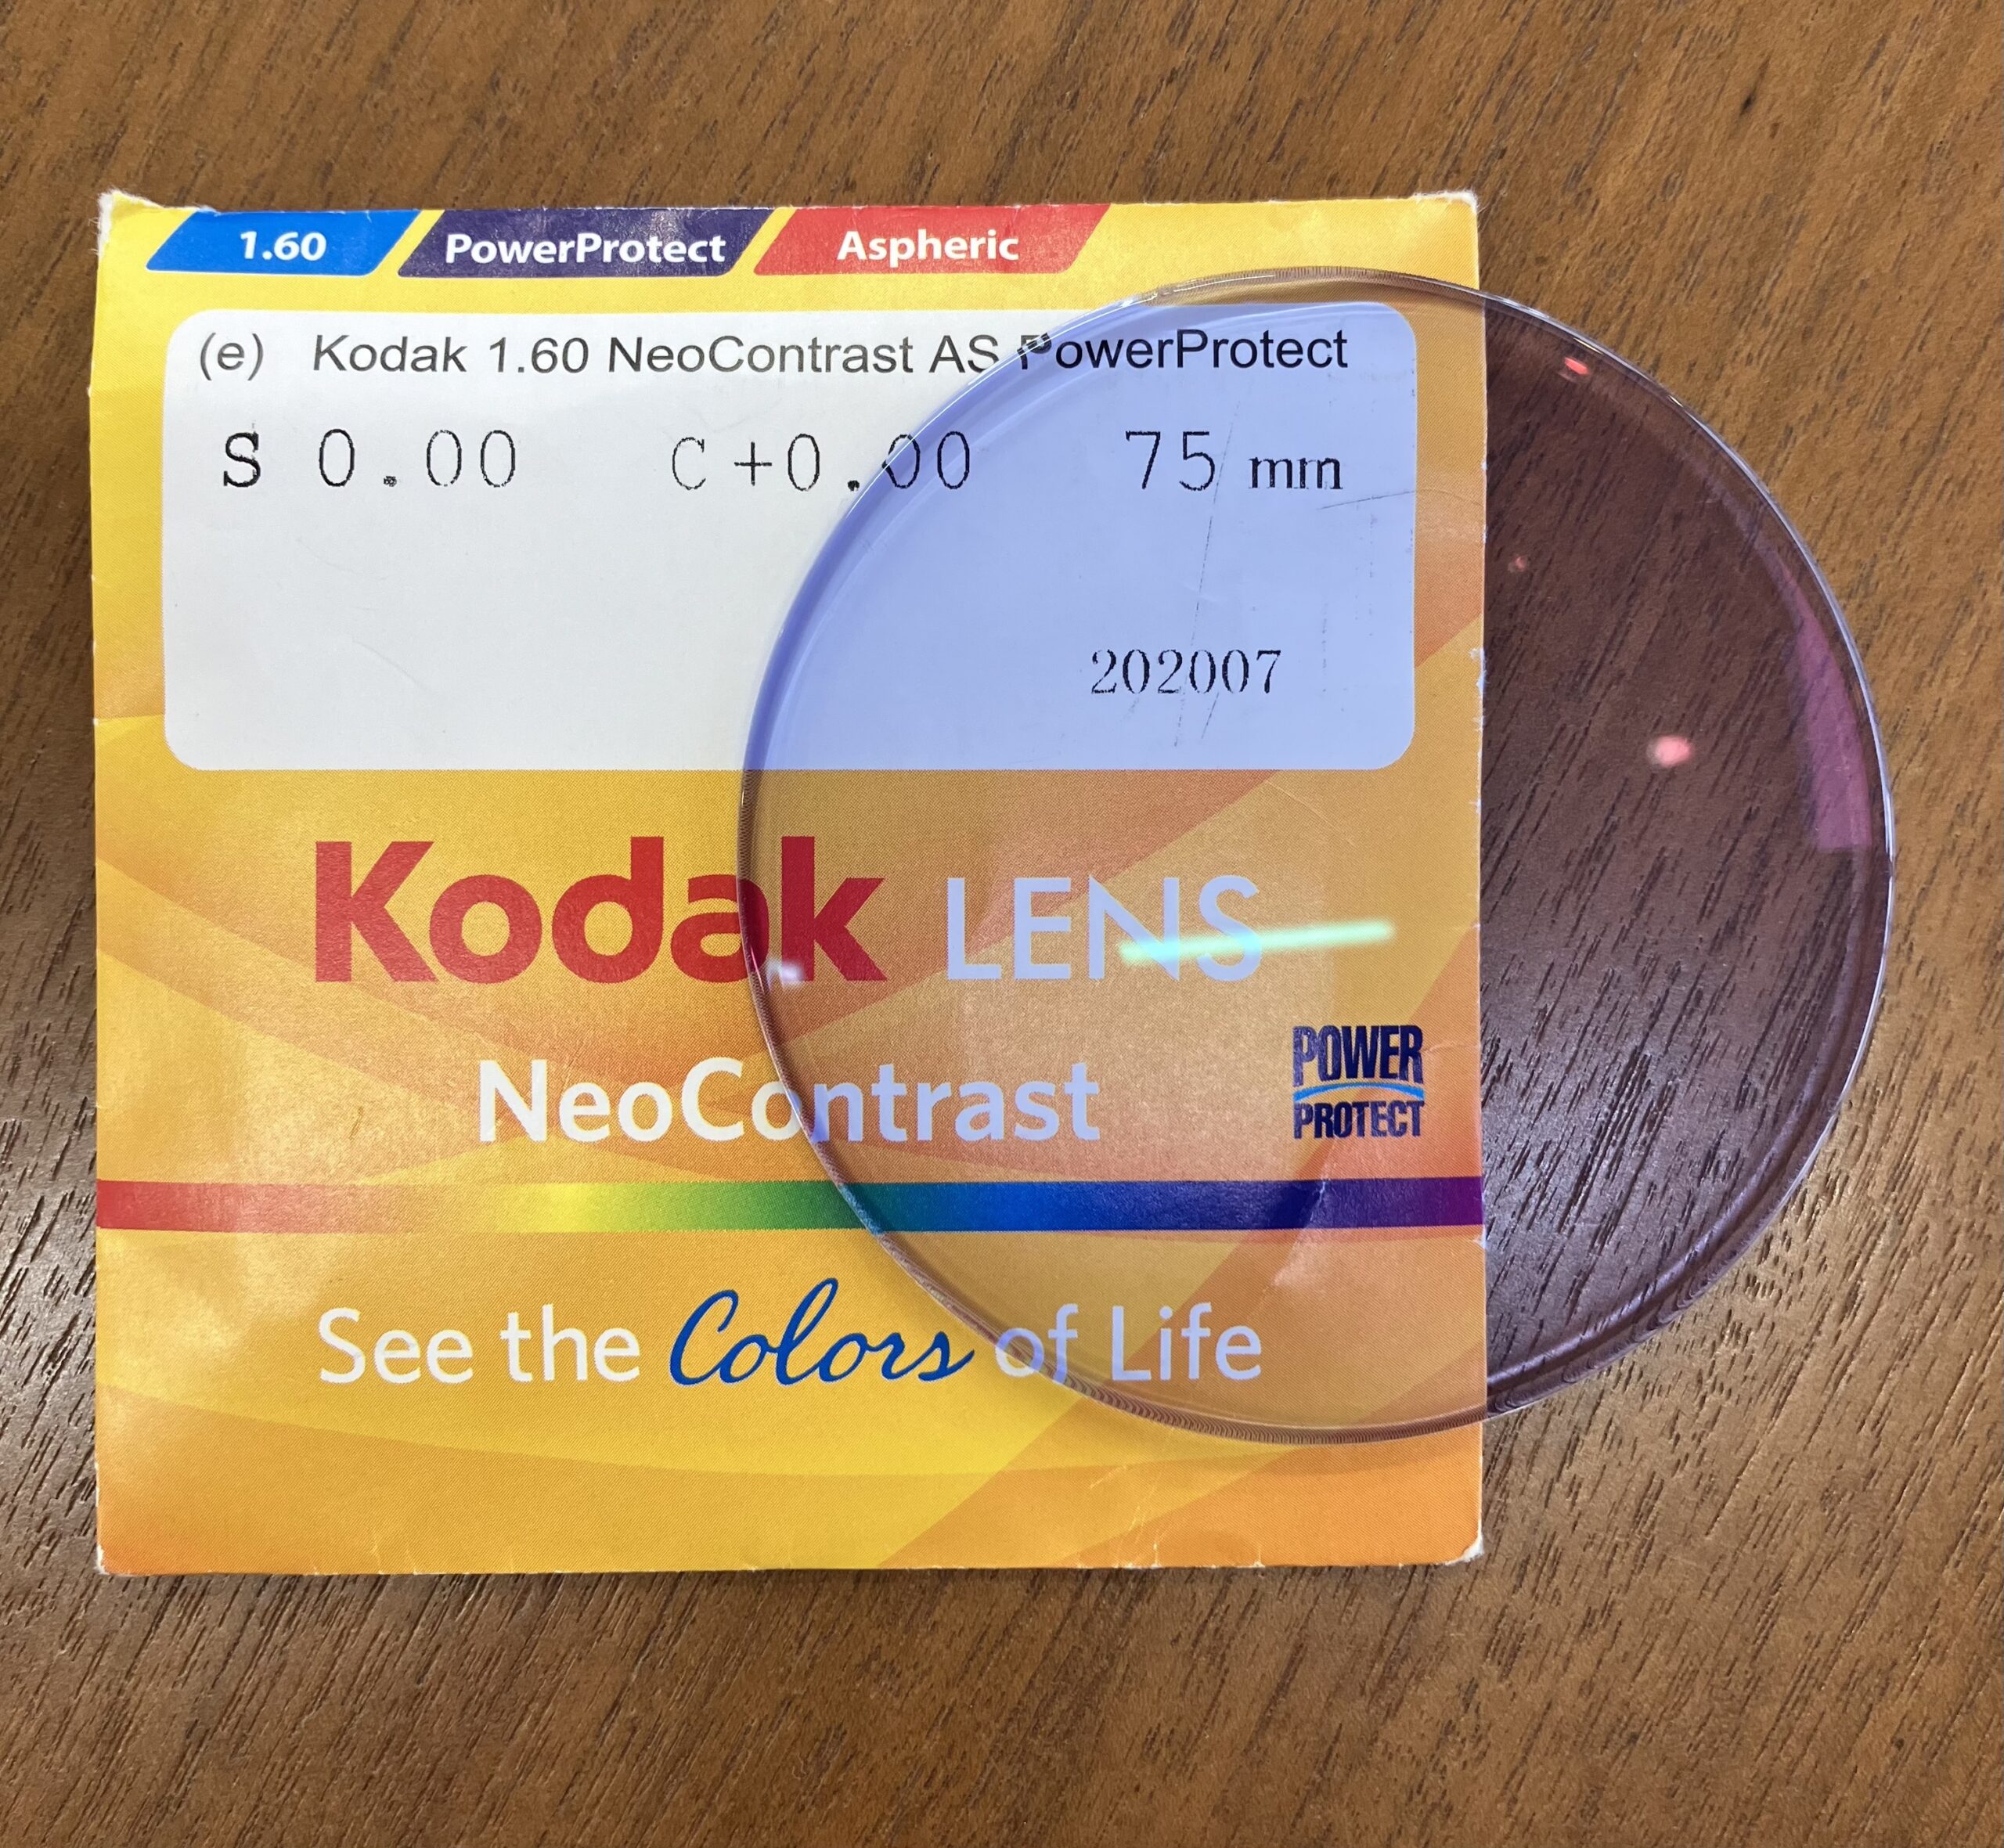 1.60 PowerProtect Aspheric
(e) Kodak 1.60 NeoContrast AS PowerProtect
S 0.00 C +0.00 75 mm
202007
Kodak LENS
NeoContrast
POWER
PROTECT
See the Colors of Life